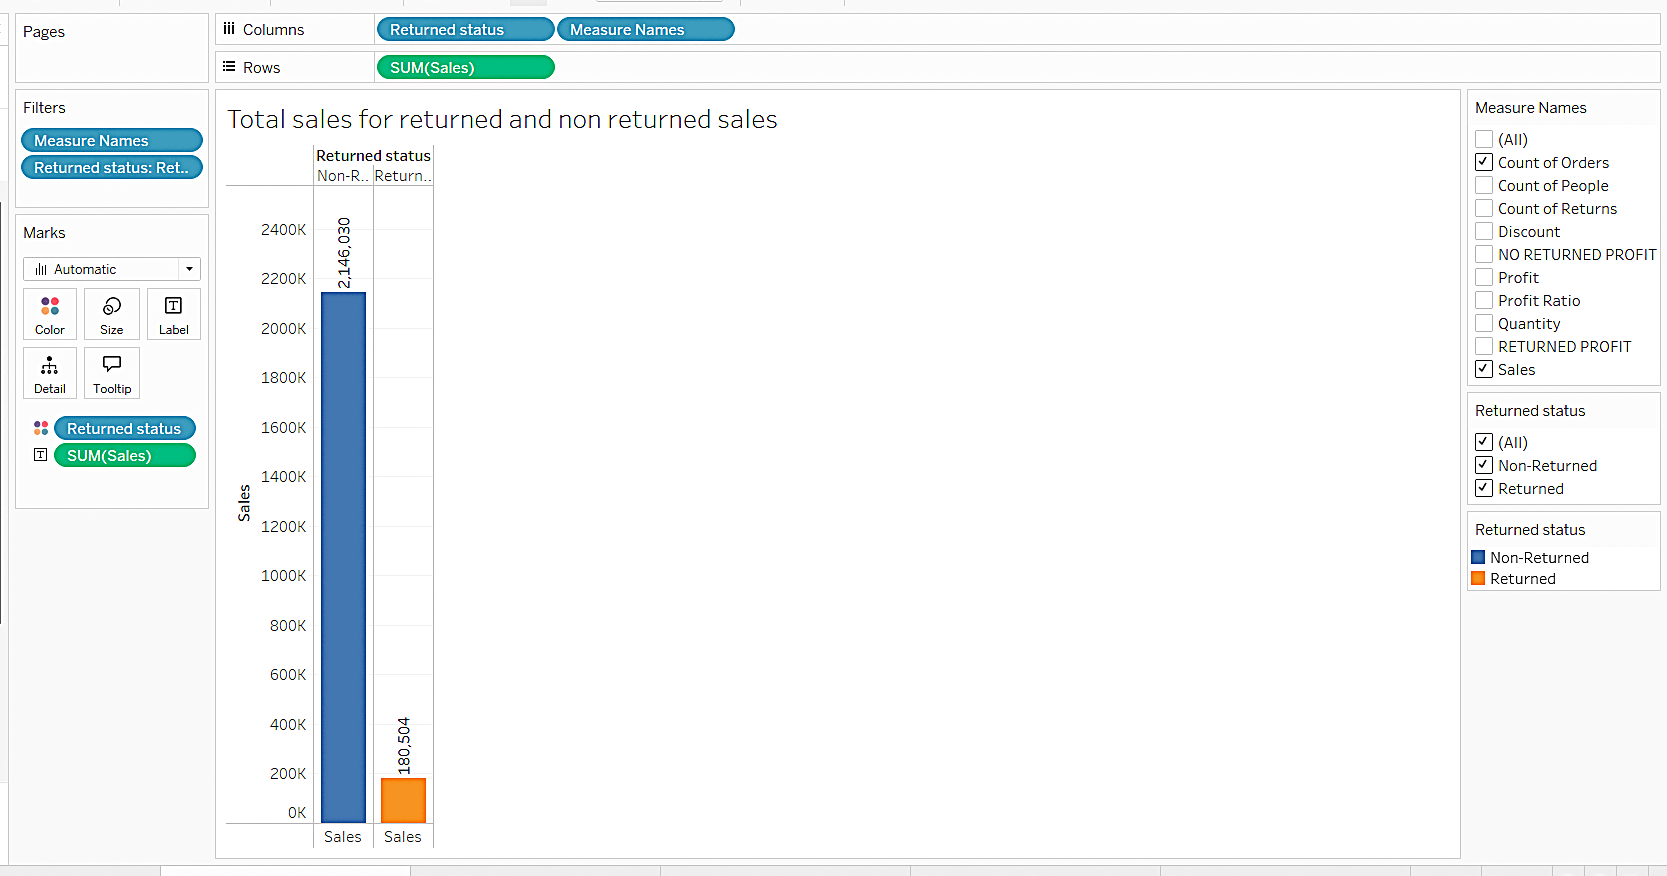 Pages
Columns
Returned status
Measure Names
Rows
SUM(Sales)
Filters
Measure Names
Returned status: Ret..
Marks
Automatic
Color
Size
Label
Detail
Tooltip
Returned status
SUM(Sales)
Total sales for returned and non returned sales
Returned status
Non-R..
Return..
2400K
2200K
2000K
1800K
1600K
1400K
1200K
1000K
800K
600K
400K
200K
0K
Sales
2,146,030
180,504
Sales
Sales
Measure Names
(All)
Count of Orders
Count of People
Count of Returns
Discount
NO RETURNED PROFIT
Profit
Profit Ratio
Quantity
RETURNED PROFIT
Sales
Returned status
(All)
Non-Returned
Returned
Returned status
Non-Returned
Returned